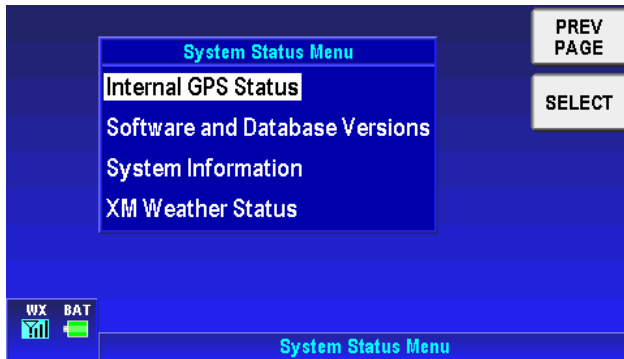 System Status Menu
Internal GPS Status
Software and Database Versions
System Information
XM Weather Status
PREV
PAGE
SELECT
WX BAT
System Status Menu